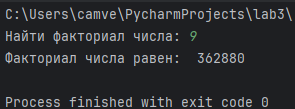 C:\Users\camve\PycharmProjects\lab3\
Найти факториал числа: 9
Факториал числа равен:  362880
Process finished with exit code 0